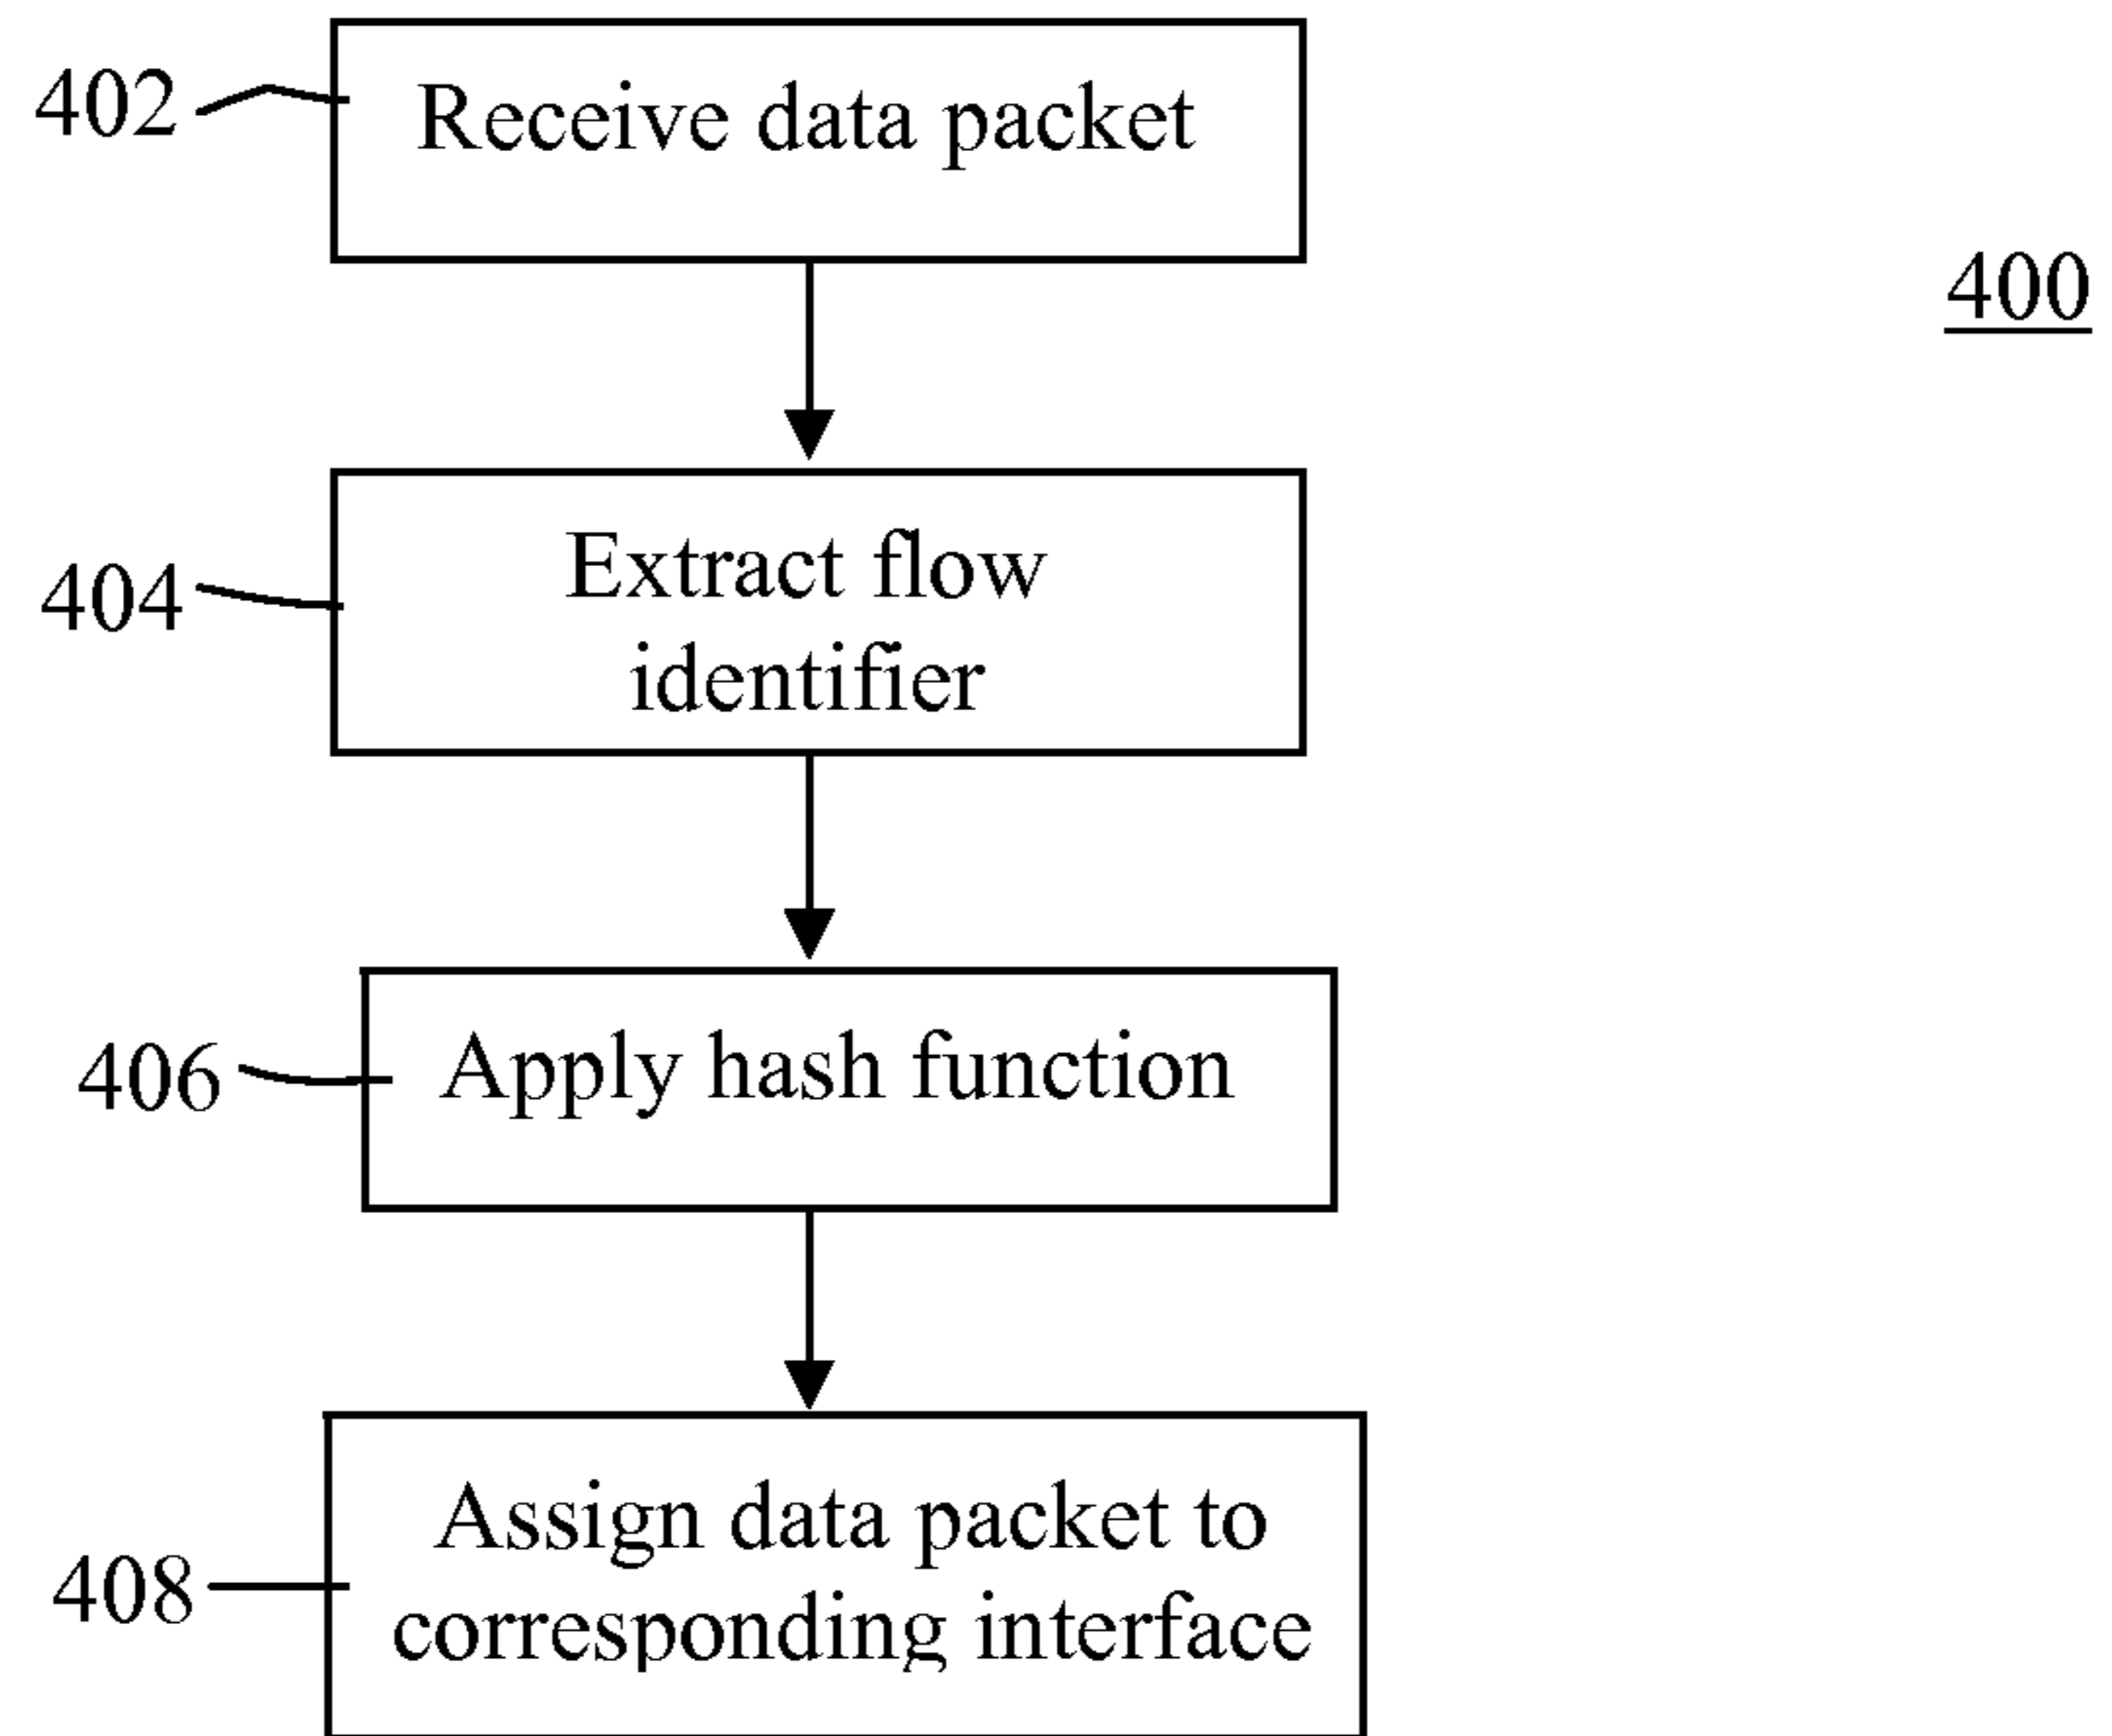 402
Receive data packet
400
404
Extract flow
identifier
406
Apply hash function
408
Assign data packet to
corresponding interface